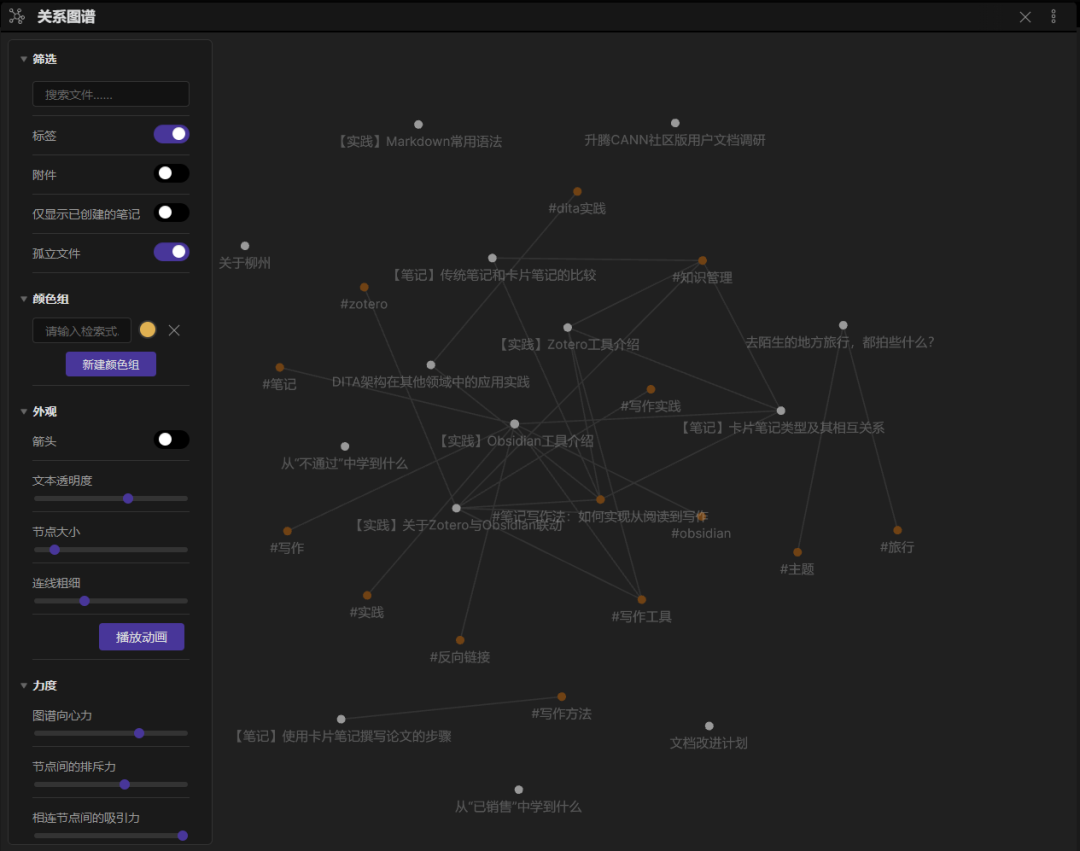 关系图谱
筛选
搜索文件......
标签
附件
仅显示已创建的笔记
孤立文件
颜色组
请输入检索式.
新建颜色组
外观
箭头
文本透明度
节点大小
连线粗细
播放动画
力度
图谱向心力
节点间的排斥力
相连节点间的吸引力
【实践】Markdown常用语法
升腾CANN社区版用户文档调研
#dita实践
关于柳州
【笔记】传统笔记和卡片笔记的比较
#知识管理
#zotero
【实践】Zotero工具介绍
去陌生的地方旅行，都拍些什么？
#笔记
DITA架构在其他领域中的应用实践
#写作实践
【笔记】卡片笔记类型及其相互关系
【实践】Obsidian工具介绍
从“不通过”中学到什么
#笔记写作法：如何实现从阅读到写作
【实践】关于Zotero与Obsidian联动
#obsidian
#写作
#旅行
#主题
#实践
#写作工具
#反向链接
#写作方法
【笔记】使用卡片笔记撰写论文的步骤
文档改进计划
从“已销售”中学到什么